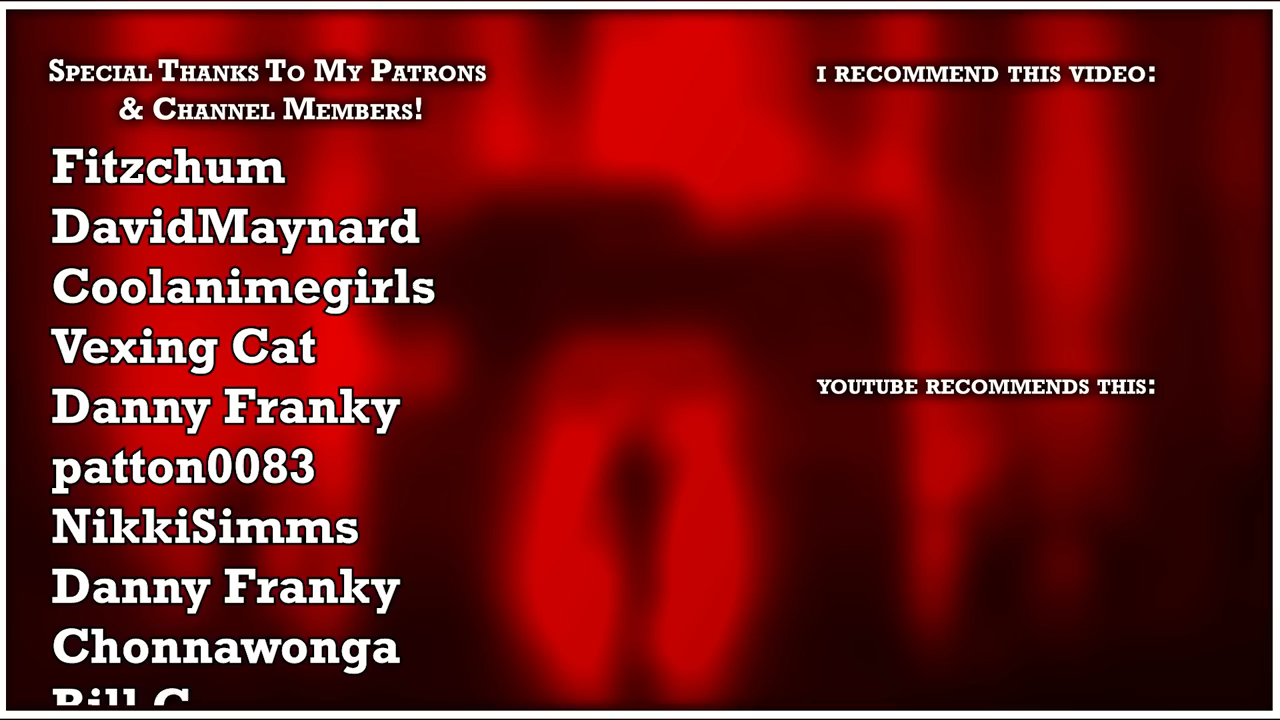 Special Thanks To My Patrons
& Channel Members!
Fitzchum
DavidMaynard
Coolanimegirls
Vexing Cat
Danny Franky
patton0083
NikkiSimms
Danny Franky
Chonnawonga
Bill C
I RECOMMEND THIS VIDEO:
YOUTUBE RECOMMENDS THIS: